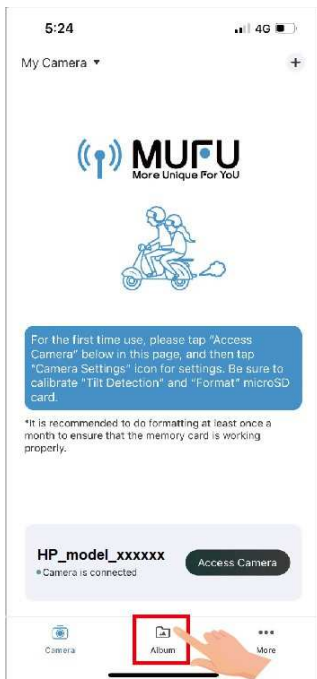 5:24
4G
My Camera ▼
+
MUFU
More Unique For YoU
For the first time use, please tap "Access
Camera" below in this page, and then tap
"Camera Settings" icon for settings. Be sure to
calibrate "Tilt Detection" and "Format" microSD
card.
*It is recommended to do formatting at least once a
month to ensure that the memory card is working
properly.
HP_model_xxxxxx
Camera is connected
Access Camera
Camera
Album
More